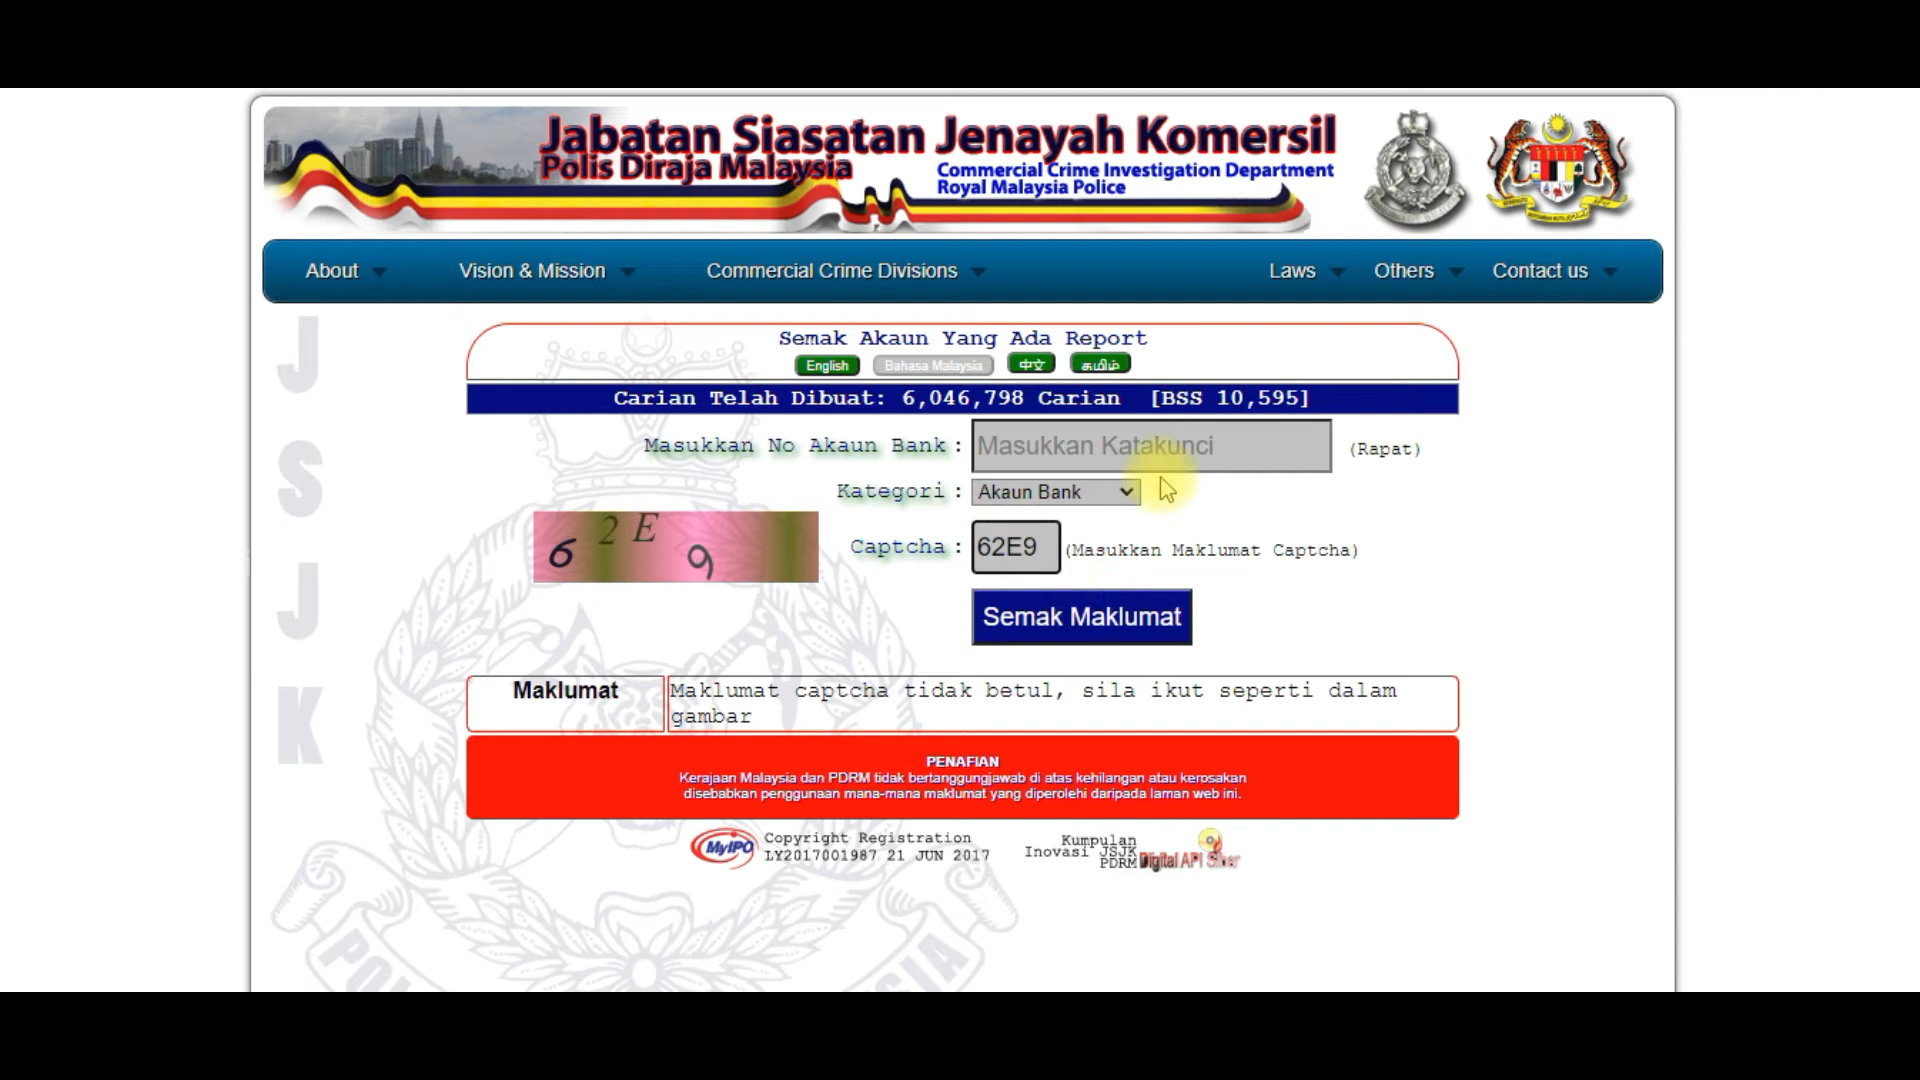 Jabatan Siasatan Jenayah Komersil
Polis Diraja Malaysia
Commercial Crime Investigation Department
Royal Malaysia Police
About Vision & Mission Commercial Crime Divisions Laws Others Contact us
J
S
J
K
Semak Akaun Yang Ada Report
English Bahasa Malaysia 中文 தமிழ்
Carian Telah Dibuat: 6,046,798 Carian [BSS 10,595]
Masukkan No Akaun Bank : Masukkan Katakunci (Rapat)
Kategori : Akaun Bank
62E9 Captcha : 62E9 (Masukkan Maklumat Captcha)
Semak Maklumat
Maklumat Maklumat captcha tidak betul, sila ikut seperti dalam
gambar
PENAFIAN
Kerajaan Malaysia dan PDRM tidak bertanggungjawab di atas kehilangan atau kerosakan
disebabkan penggunaan mana-mana maklumat yang diperolehi daripada laman web ini.
MyIPO Copyright Registration
LY2017001987 21 JUN 2017
Kumpulan
Inovasi JSJK
PDRM Digital API Siber